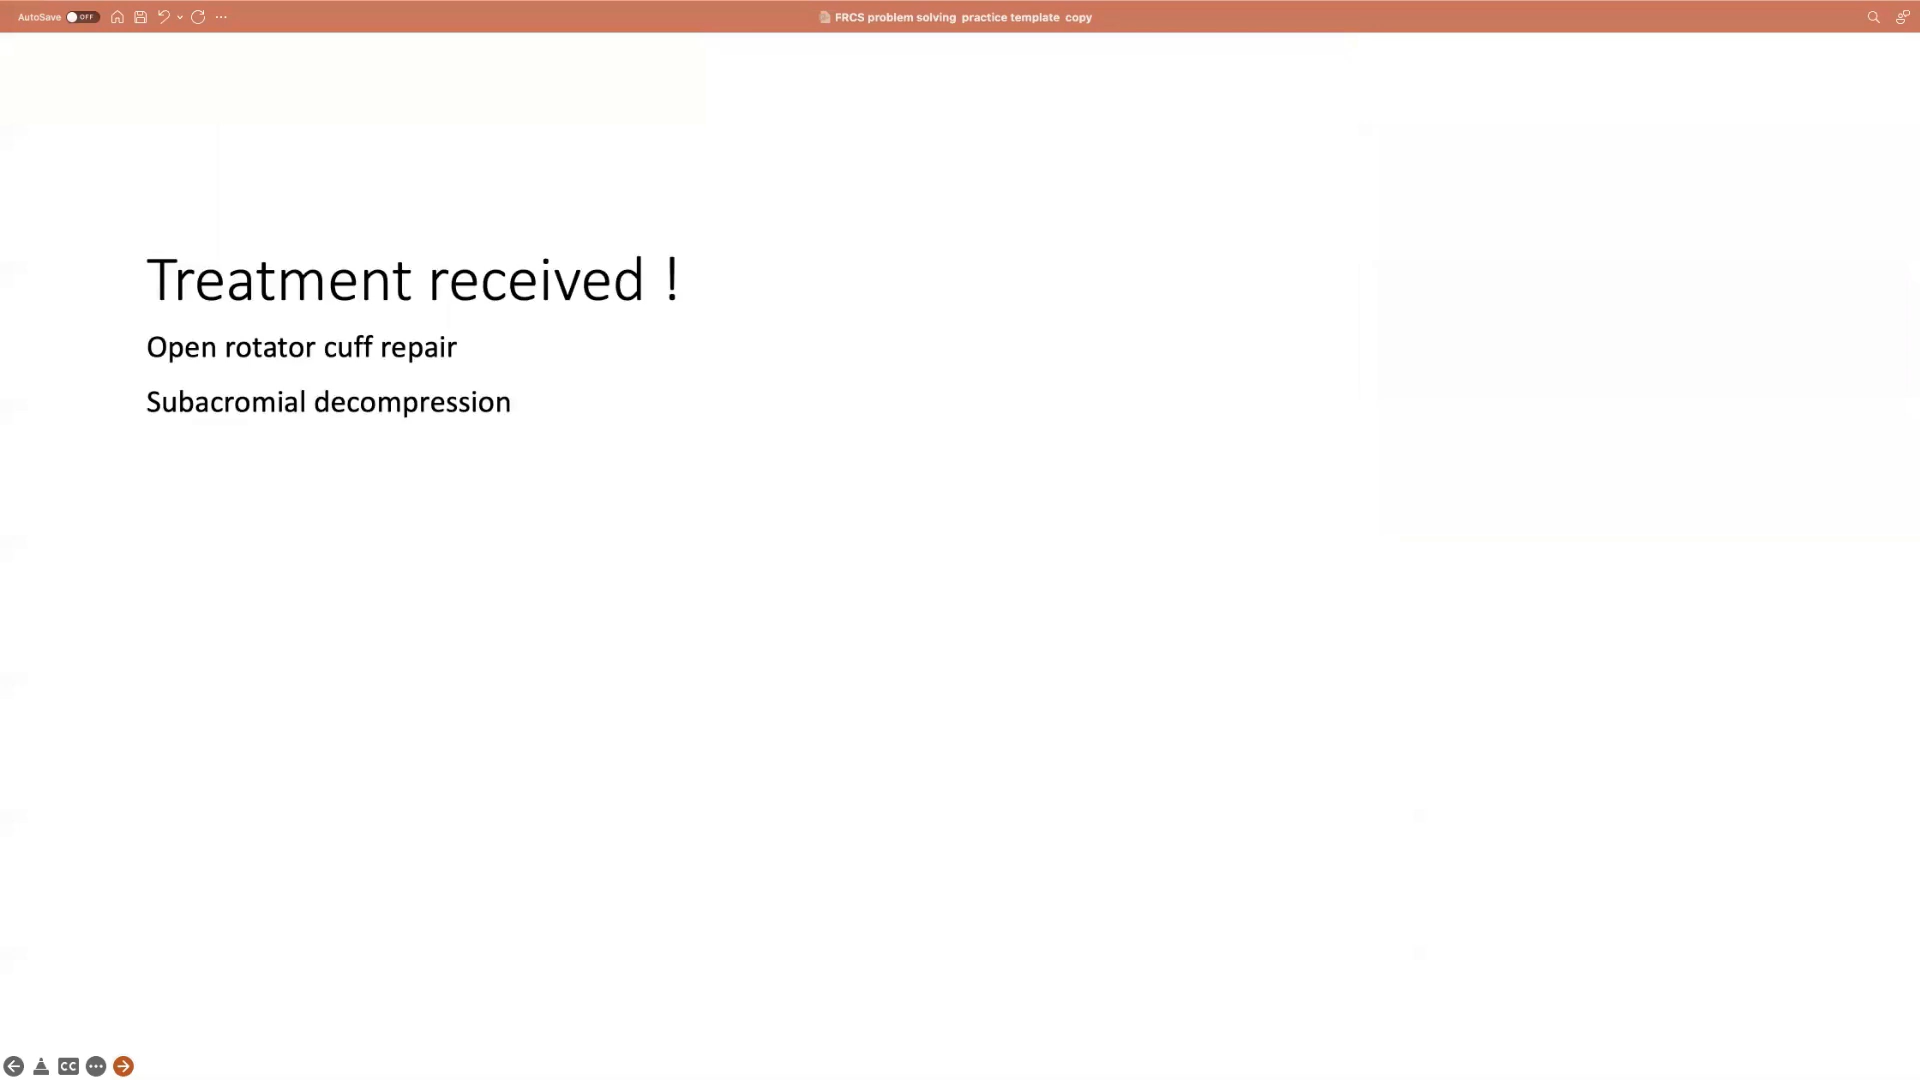 AutoSave OFF
FRCS problem solving practice template copy
Treatment received !
Open rotator cuff repair
Subacromial decompression
CC